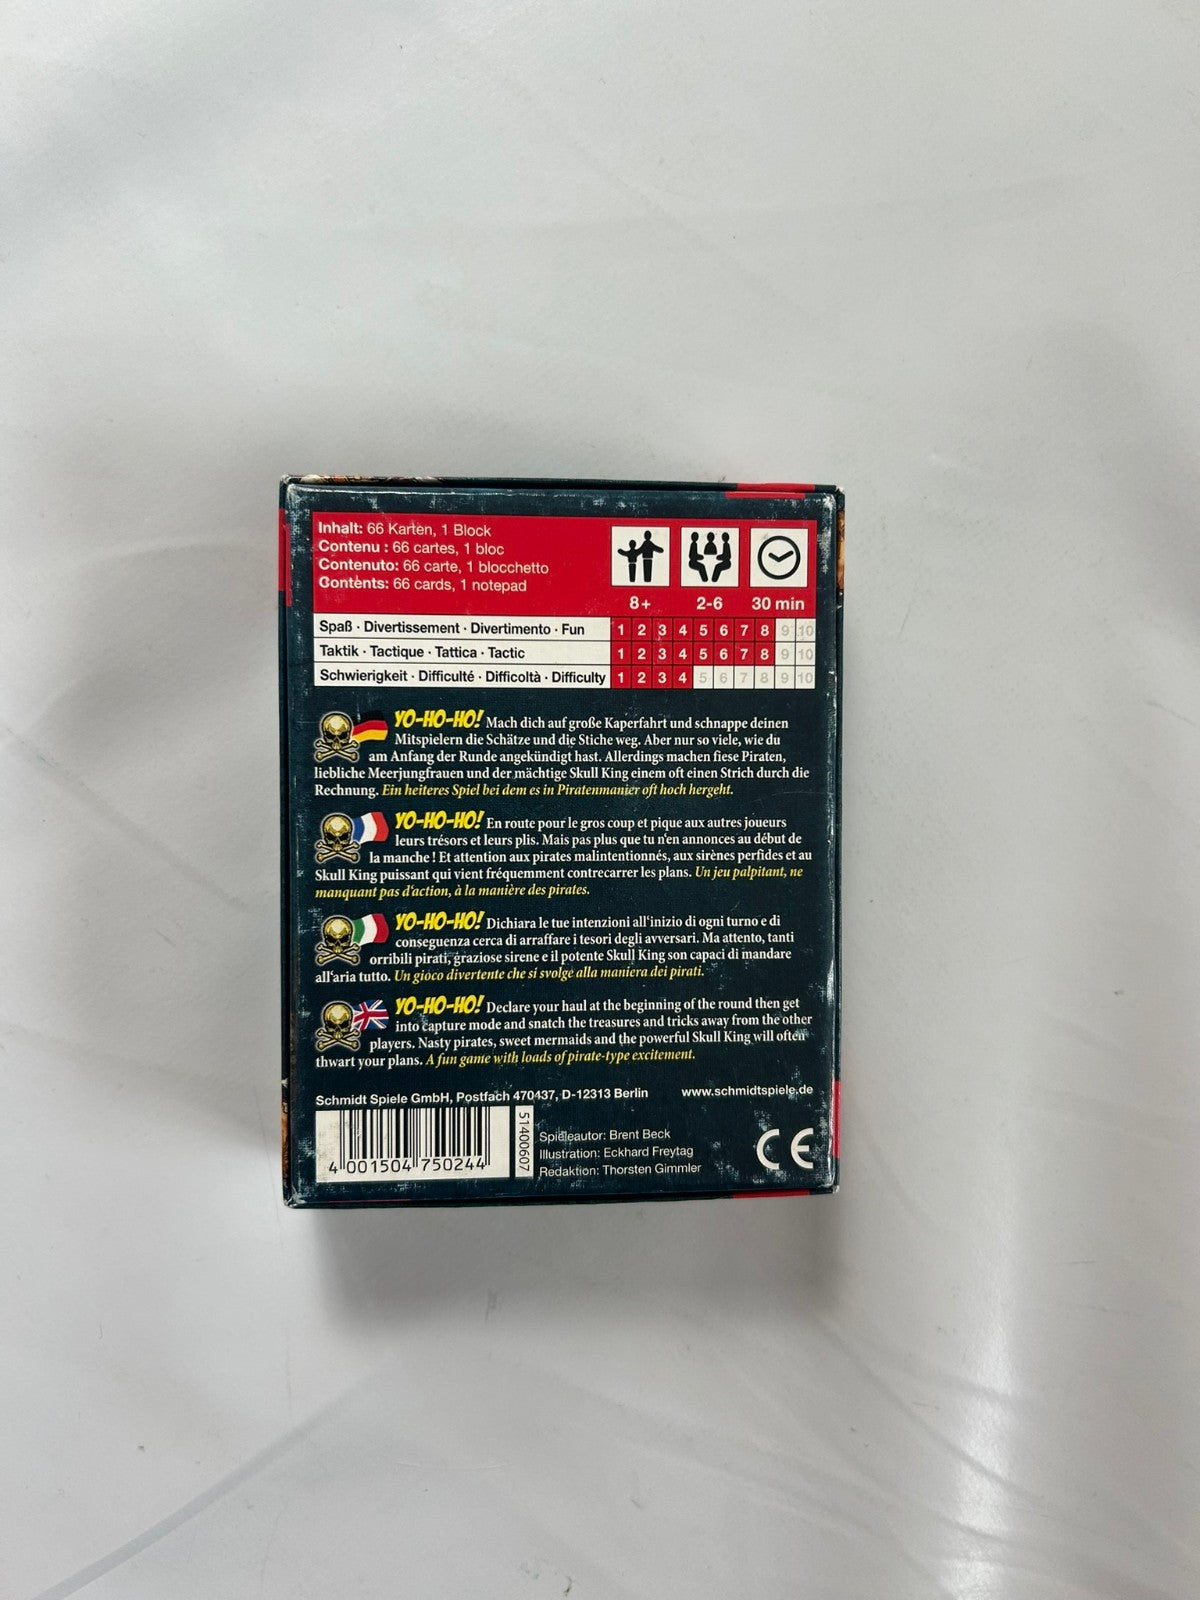 Inhalt: 66 Karten, 1 Block
Contenu : 66 cartes, 1 bloc
Contenuto: 66 carte, 1 blocchetto
Contents: 66 cards, 1 notepad
8+ 2-6 30 min
Spaß · Divertissement · Divertimento · Fun 1 2 3 4 5 6 7 8 9 10
Taktik · Tactique · Tattica · Tactic 1 2 3 4 5 6 7 8 9 10
Schwierigkeit · Difficulté · Difficoltà · Difficulty 1 2 3 4 5 6 7 8 9 10
YO-HO-HO! Mach dich auf große Kaperfahrt und schnappe deinen
Mitspielern die Schätze und die Stiche weg. Aber nur so viele, wie du
am Anfang der Runde angekündigt hast. Allerdings machen fiese Piraten,
liebliche Meerjungfrauen und der mächtige Skull King einem oft einen Strich durch die
Rechnung. Ein heiteres Spiel bei dem es in Piratenmanier oft hoch hergeht.
YO-HO-HO! En route pour le gros coup et pique aux autres joueurs
leurs trésors et leurs plis. Mais pas plus que tu n'en annonces au début de
la manche ! Et attention aux pirates malintentionnés, aux sirènes perfides et au
Skull King puissant qui vient fréquemment contrecarrer les plans. Un jeu palpitant, ne
manquant pas d'action, à la manière des pirates.
YO-HO-HO! Dichiara le tue intenzioni all'inizio di ogni turno e di
conseguenza cerca di arraffare i tesori degli avversari. Ma attento, tanti
orribili pirati, graziose sirene e il potente Skull King son capaci di mandare
all'aria tutto. Un gioco divertente che si svolge alla maniera dei pirati.
YO-HO-HO! Declare your haul at the beginning of the round then get
into capture mode and snatch the treasures and tricks away from the other
players. Nasty pirates, sweet mermaids and the powerful Skull King will often
thwart your plans. A fun game with loads of pirate-type excitement.
Schmidt Spiele GmbH, Postfach 470437, D-12313 Berlin www.schmidtspiele.de
4 001504 750244
51400607
Spieleautor: Brent Beck
Illustration: Eckhard Freytag
Redaktion: Thorsten Gimmler
CE